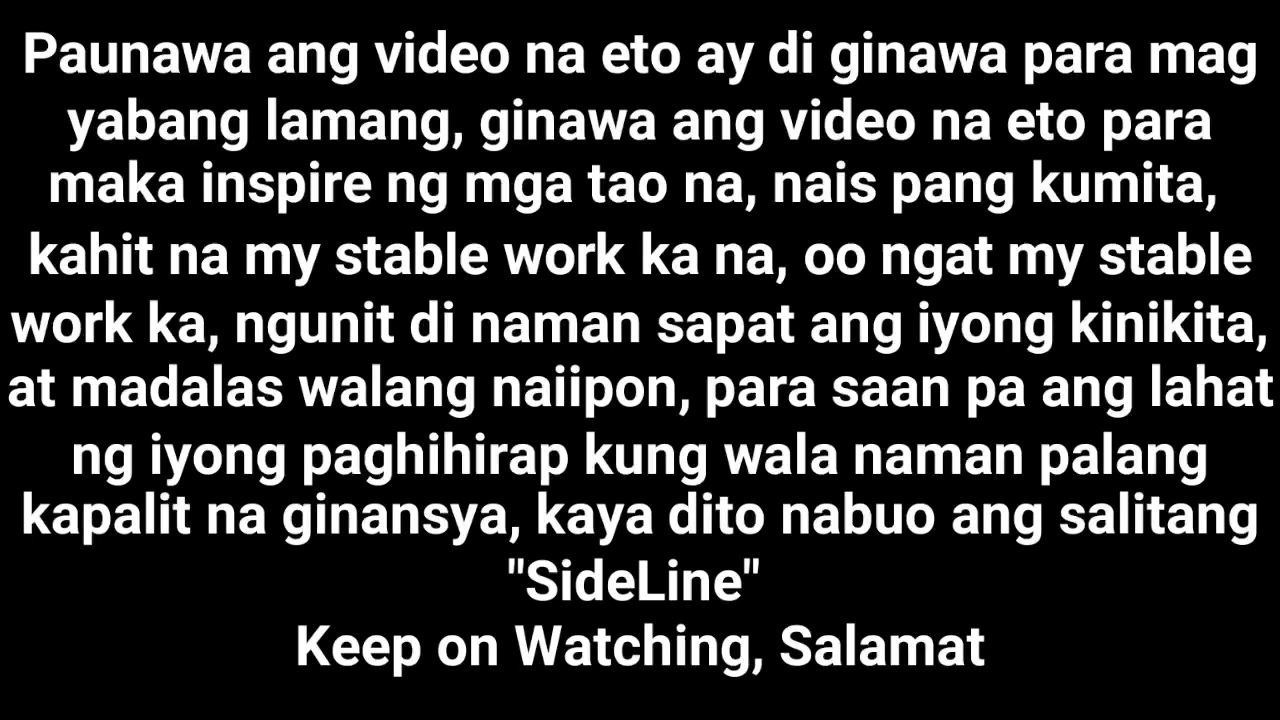 Paunawa ang video na eto ay di ginawa para mag
yabang lamang, ginawa ang video na eto para
maka inspire ng mga tao na, nais pang kumita,
kahit na my stable work ka na, oo ngat my stable
work ka, ngunit di naman sapat ang iyong kinikita,
at madalas walang naiipon, para saan pa ang lahat
ng iyong paghihirap kung wala naman palang
kapalit na ginansya, kaya dito nabuo ang salitang
"SideLine"
Keep on Watching, Salamat